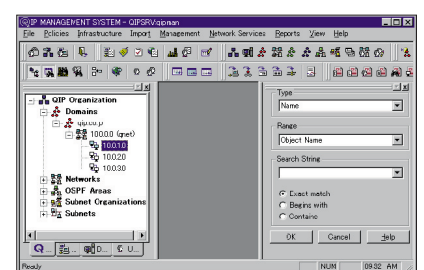 IP MANAGEMENT SYSTEM - QIPSRV\qipman
File Policies Infrastructure Import Management Network Services Reports View Help
QIP Organization
Domains
qip.co.p
10.0.0.0 (qnet)
10.0.1.0
10.0.2.0
10.0.3.0
Networks
OSPF Areas
Subnet Organizations
Subnets
Q...
D...
U...
Type
Name
Range
Object Name
Search String
Exact match
Begins with
Contains
OK Cancel Help
Ready
NUM 09:32 AM